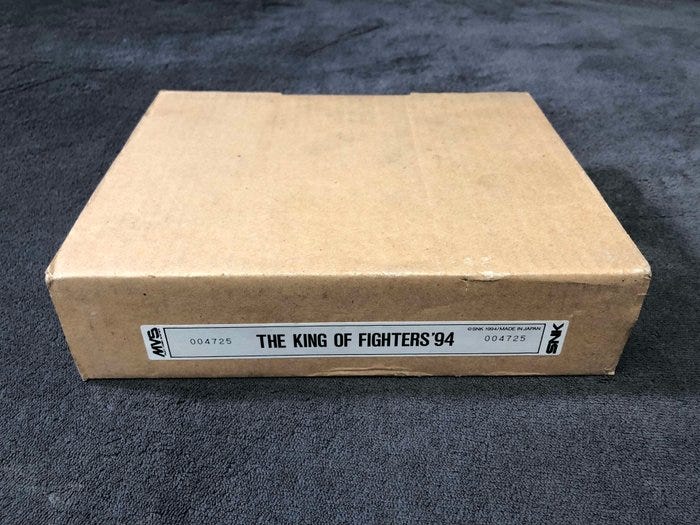 MVS
004725
THE KING OF FIGHTERS'94
©SNK 1994/MADE IN JAPAN
004725
SNK